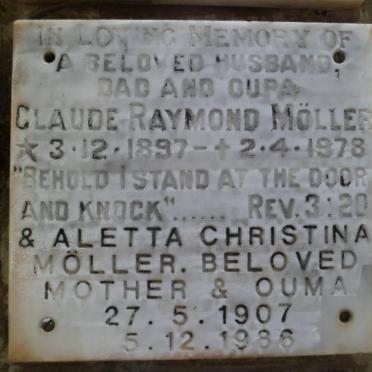 IN LOVING MEMORY OF
A BELOVED HUSBAND,
DAD AND OUPA
CLAUDE RAYMOND MÖLLER
☆ 3·12·1897-✝ 2·4·1978
"BEHOLD I STAND AT THE DOOR
AND KNOCK"..... REV. 3:20
& ALETTA CHRISTINA
MÖLLER. BELOVED
MOTHER & OUMA
27. 5. 1907
5. 12. 1986